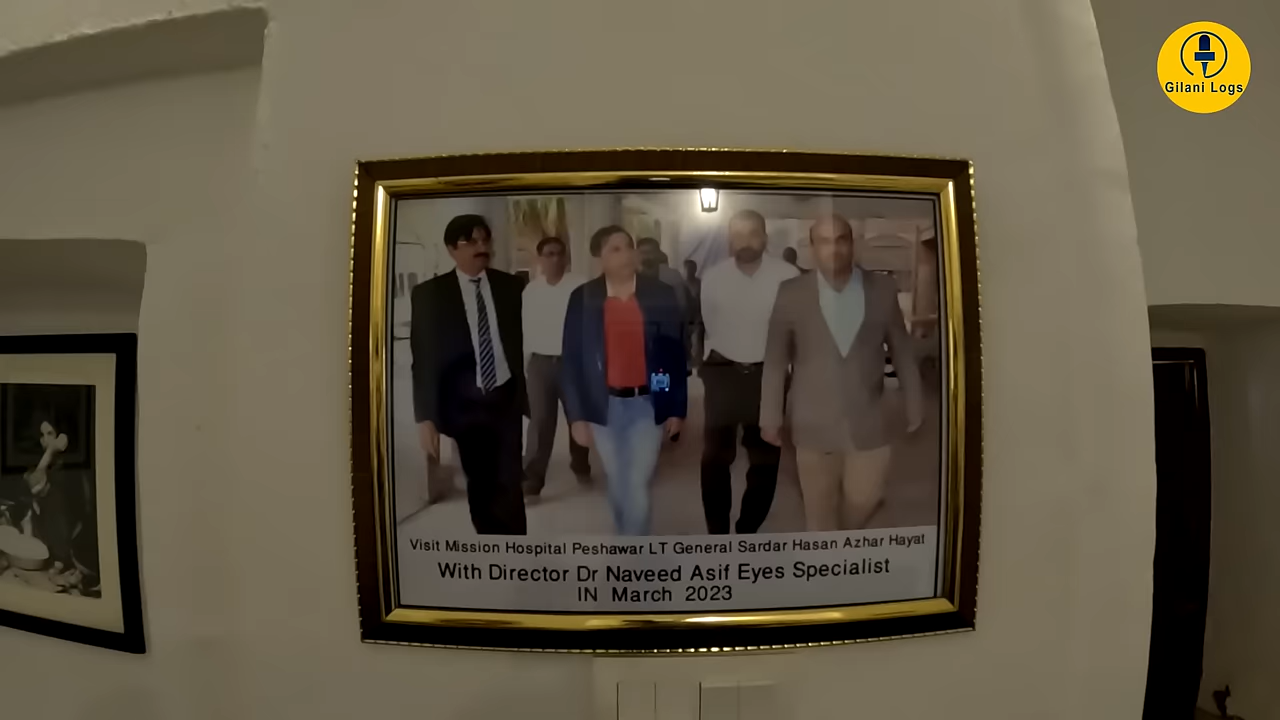 Gilani Logs
Visit Mission Hospital Peshawar LT General Sardar Hasan Azhar Hayat
With Director Dr Naveed Asif Eyes Specialist
IN March 2023